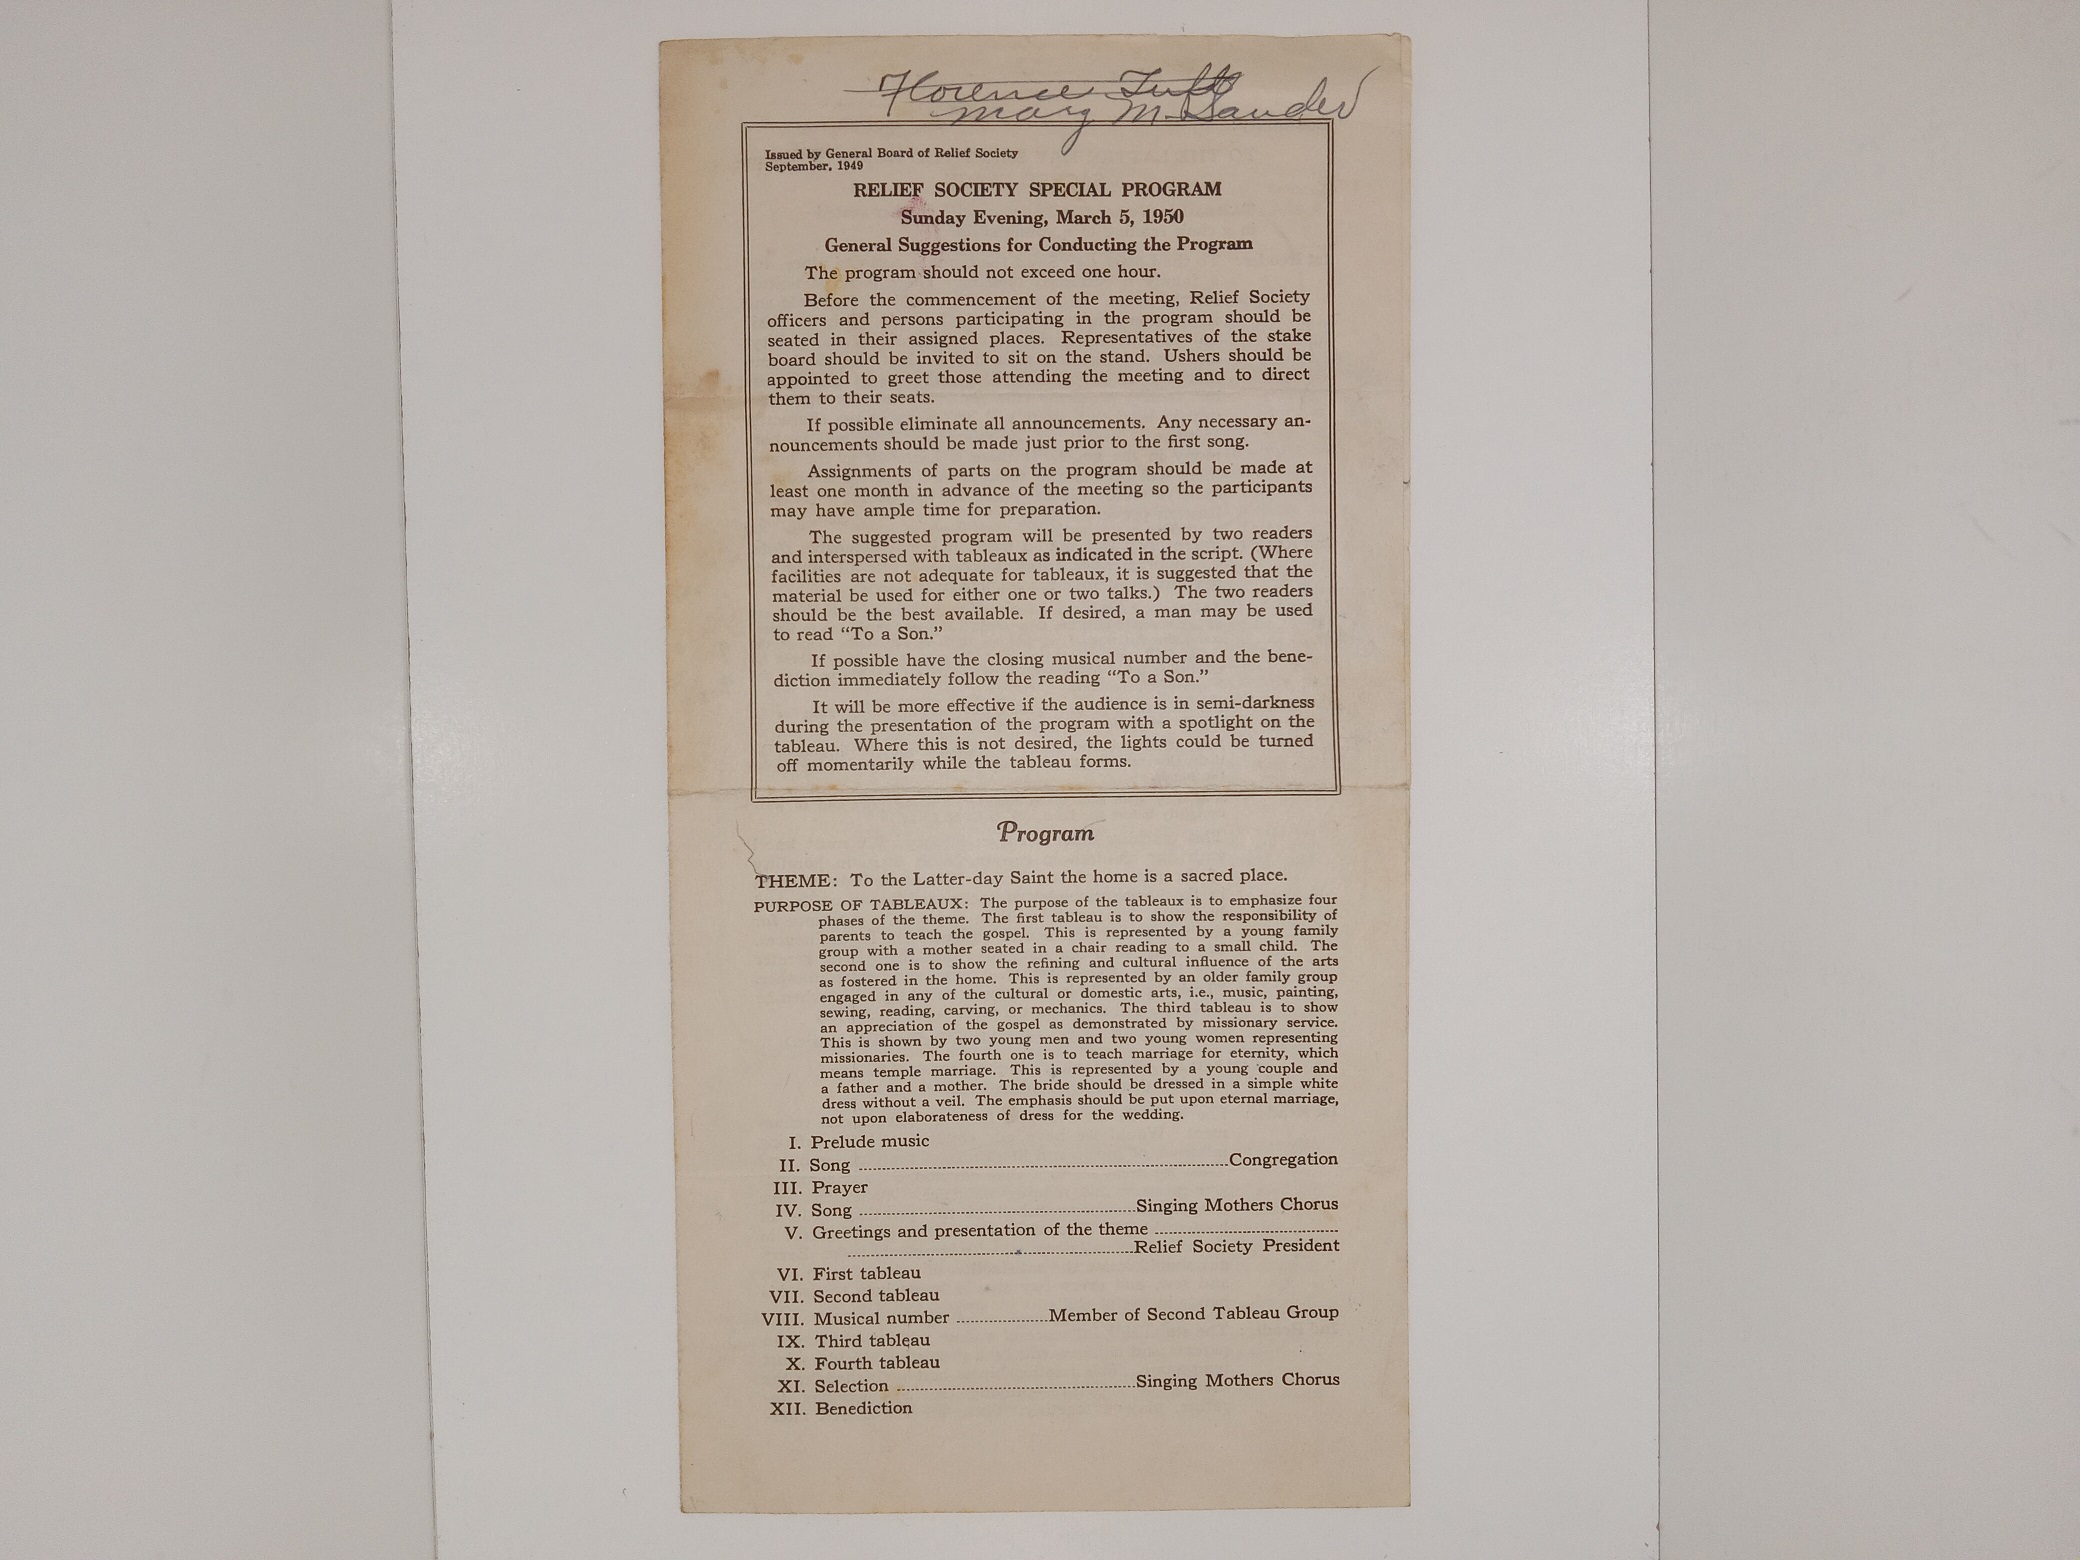 Florence Tuft
Mary M. Sander
Issued by General Board of Relief Society
September, 1949
RELIEF SOCIETY SPECIAL PROGRAM
Sunday Evening, March 5, 1950
General Suggestions for Conducting the Program
The program should not exceed one hour.
Before the commencement of the meeting, Relief Society
officers and persons participating in the program should be
seated in their assigned places. Representatives of the stake
board should be invited to sit on the stand. Ushers should be
appointed to greet those attending the meeting and to direct
them to their seats.
If possible eliminate all announcements. Any necessary an-
nouncements should be made just prior to the first song.
Assignments of parts on the program should be made at
least one month in advance of the meeting so the participants
may have ample time for preparation.
The suggested program will be presented by two readers
and interspersed with tableaux as indicated in the script. (Where
facilities are not adequate for tableaux, it is suggested that the
material be used for either one or two talks.) The two readers
should be the best available. If desired, a man may be used
to read “To a Son.”
If possible have the closing musical number and the bene-
diction immediately follow the reading “To a Son.”
It will be more effective if the audience is in semi-darkness
during the presentation of the program with a spotlight on the
tableau. Where this is not desired, the lights could be turned
off momentarily while the tableau forms.
Program
THEME: To the Latter-day Saint the home is a sacred place.
PURPOSE OF TABLEAUX: The purpose of the tableaux is to emphasize four
phases of the theme. The first tableau is to show the responsibility of
parents to teach the gospel. This is represented by a young family
group with a mother seated in a chair reading to a small child. The
second one is to show the refining and cultural influence of the arts
as fostered in the home. This is represented by an older family group
engaged in any of the cultural or domestic arts, i.e., music, painting,
sewing, reading, carving, or mechanics. The third tableau is to show
an appreciation of the gospel as demonstrated by missionary service.
This is shown by two young men and two young women representing
missionaries. The fourth one is to teach marriage for eternity, which
means temple marriage. This is represented by a young couple and
a father and a mother. The bride should be dressed in a simple white
dress without a veil. The emphasis should be put upon eternal marriage,
not upon elaborateness of dress for the wedding.
I. Prelude music
II. Song ........ Congregation
III. Prayer
IV. Song ........ Singing Mothers Chorus
V. Greetings and presentation of the theme ........
........ Relief Society President
VI. First tableau
VII. Second tableau
VIII. Musical number ........ Member of Second Tableau Group
IX. Third tableau
X. Fourth tableau
XI. Selection ........ Singing Mothers Chorus
XII. Benediction